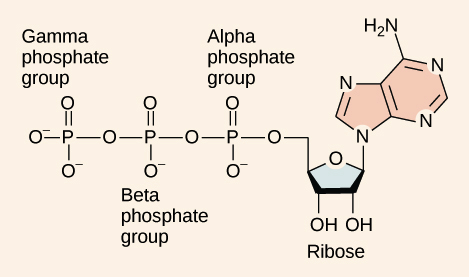 Gamma
phosphate
group
Alpha
phosphate
group
H₂N
N
N
N
N
O
O
O
O⁻
P
O
P
O
P
O
O⁻
O⁻
O⁻
O
Beta
phosphate
group
OH OH
Ribose